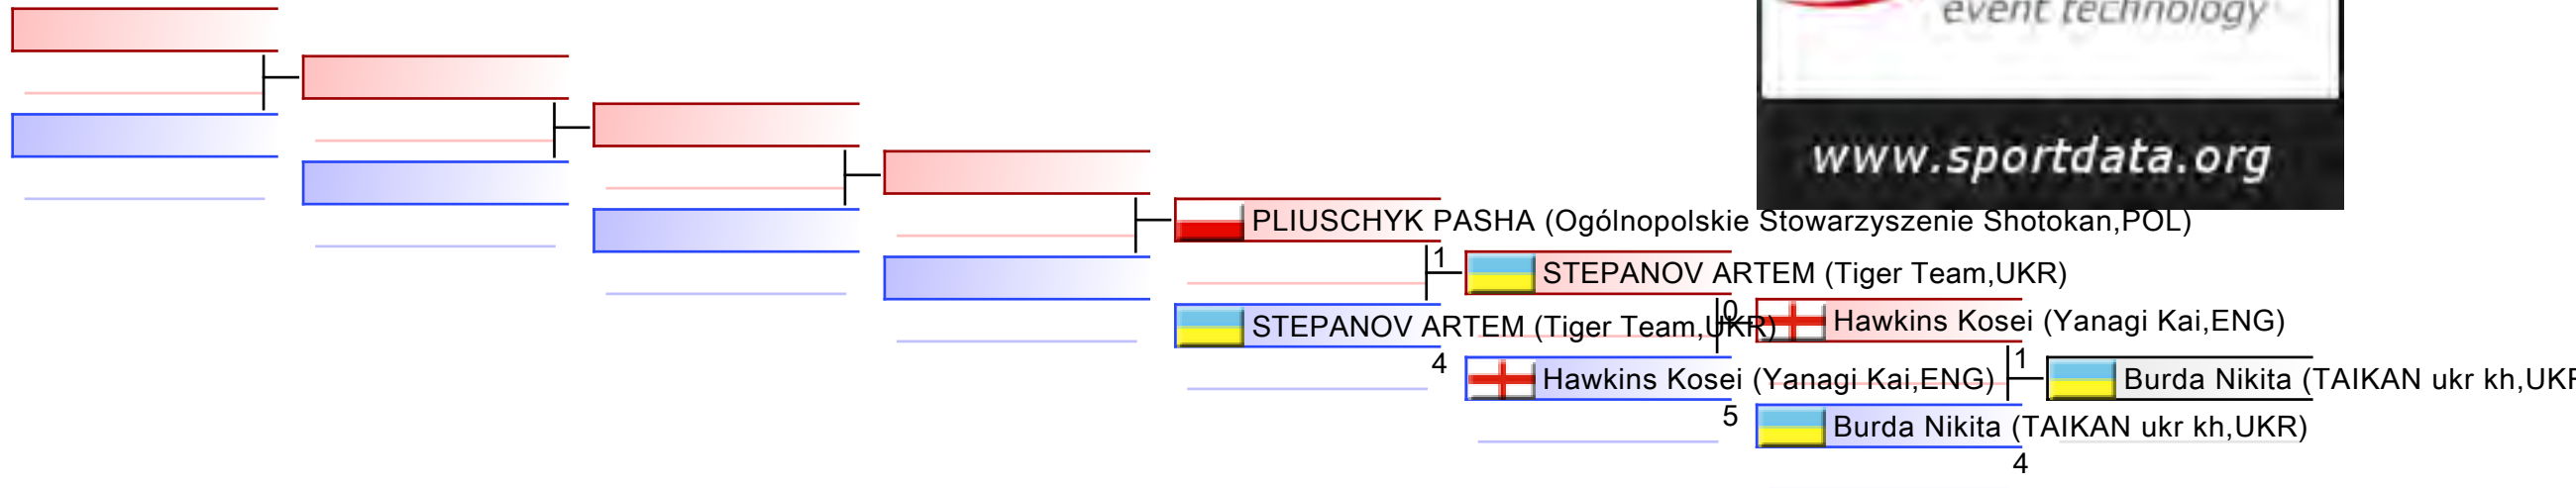 event technology
www.sportdata.org
PLIUSCHYK PASHA (Ogólnopolskie Stowarzyszenie Shotokan,POL)
1
STEPANOV ARTEM (Tiger Team,UKR)
STEPANOV ARTEM (Tiger Team,UKR)
4
0
Hawkins Kosei (Yanagi Kai,ENG)
Hawkins Kosei (Yanagi Kai,ENG)
5
1
Burda Nikita (TAIKAN ukr kh,UKR
Burda Nikita (TAIKAN ukr kh,UKR)
4